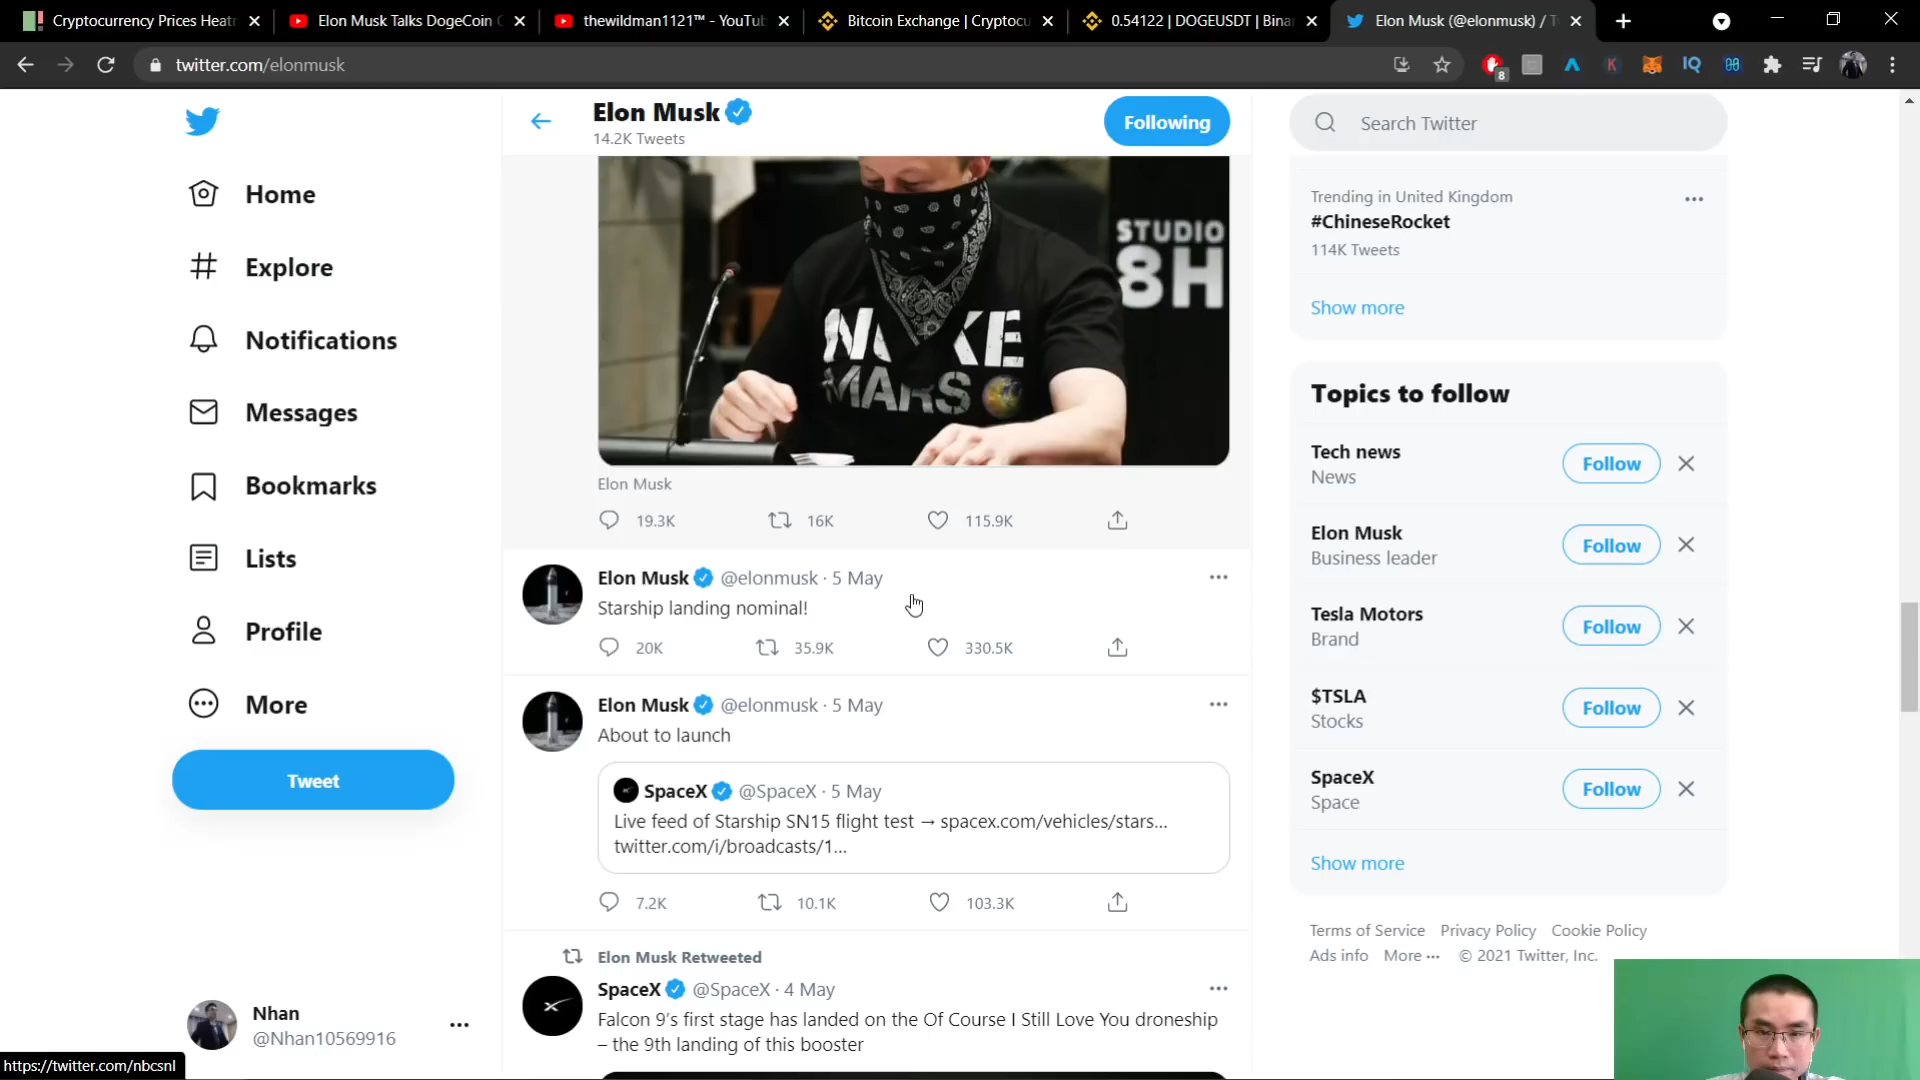 Cryptocurrency Prices Heatm
Elon Musk Talks DogeCoin
thewildman1121™ - YouTub
Bitcoin Exchange | Cryptocu
0.54122 | DOGEUSDT | Binan
Elon Musk (@elonmusk) / T
twitter.com/elonmusk
8
K
IQ
Elon Musk
14.2K Tweets
Following
Search Twitter
Home
Explore
Notifications
Messages
Bookmarks
Lists
Profile
More
Tweet
Nhan
@Nhan10569916
https://twitter.com/nbcsnl
STUDIO
8H
MARS
Elon Musk
19.3K
16K
115.9K
Elon Musk @elonmusk · 5 May
Starship landing nominal!
20K
35.9K
330.5K
Elon Musk @elonmusk · 5 May
About to launch
SpaceX @SpaceX · 5 May
Live feed of Starship SN15 flight test → spacex.com/vehicles/stars...
twitter.com/i/broadcasts/1...
7.2K
10.1K
103.3K
Elon Musk Retweeted
SpaceX @SpaceX · 4 May
Falcon 9's first stage has landed on the Of Course I Still Love You droneship
– the 9th landing of this booster
Trending in United Kingdom
#ChineseRocket
114K Tweets
Show more
Topics to follow
Tech news
News
Follow
Elon Musk
Business leader
Follow
Tesla Motors
Brand
Follow
$TSLA
Stocks
Follow
SpaceX
Space
Follow
Show more
Terms of Service Privacy Policy Cookie Policy
Ads info More ··· © 2021 Twitter, Inc.